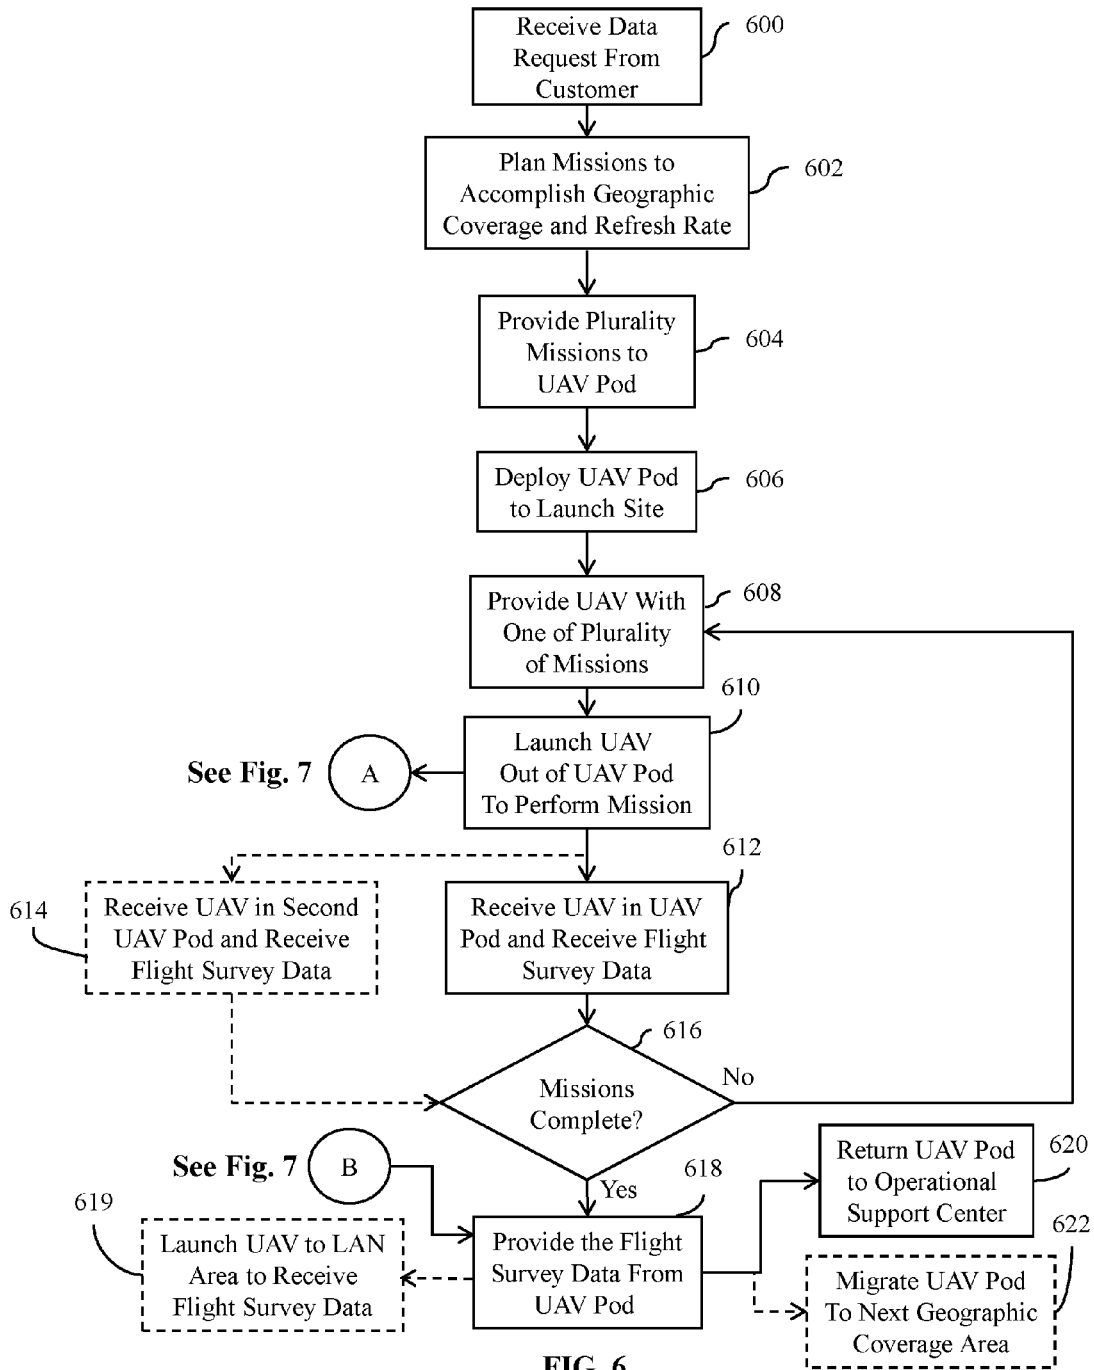 Receive Data
Request From
Customer
600
Plan Missions to
Accomplish Geographic
Coverage and Refresh Rate
602
Provide Plurality
Missions to
UAV Pod
604
Deploy UAV Pod
to Launch Site
606
Provide UAV With
One of Plurality
of Missions
608
Launch UAV
Out of UAV Pod
To Perform Mission
610
See Fig. 7
A
614
Receive UAV in Second
UAV Pod and Receive
Flight Survey Data
Receive UAV in UAV
Pod and Receive Flight
Survey Data
612
Missions
Complete?
616
No
Yes
See Fig. 7
B
619
Launch UAV to LAN
Area to Receive
Flight Survey Data
Provide the Flight
Survey Data From
UAV Pod
618
Return UAV Pod
to Operational
Support Center
620
Migrate UAV Pod
To Next Geographic
Coverage Area
622
FIG. 6